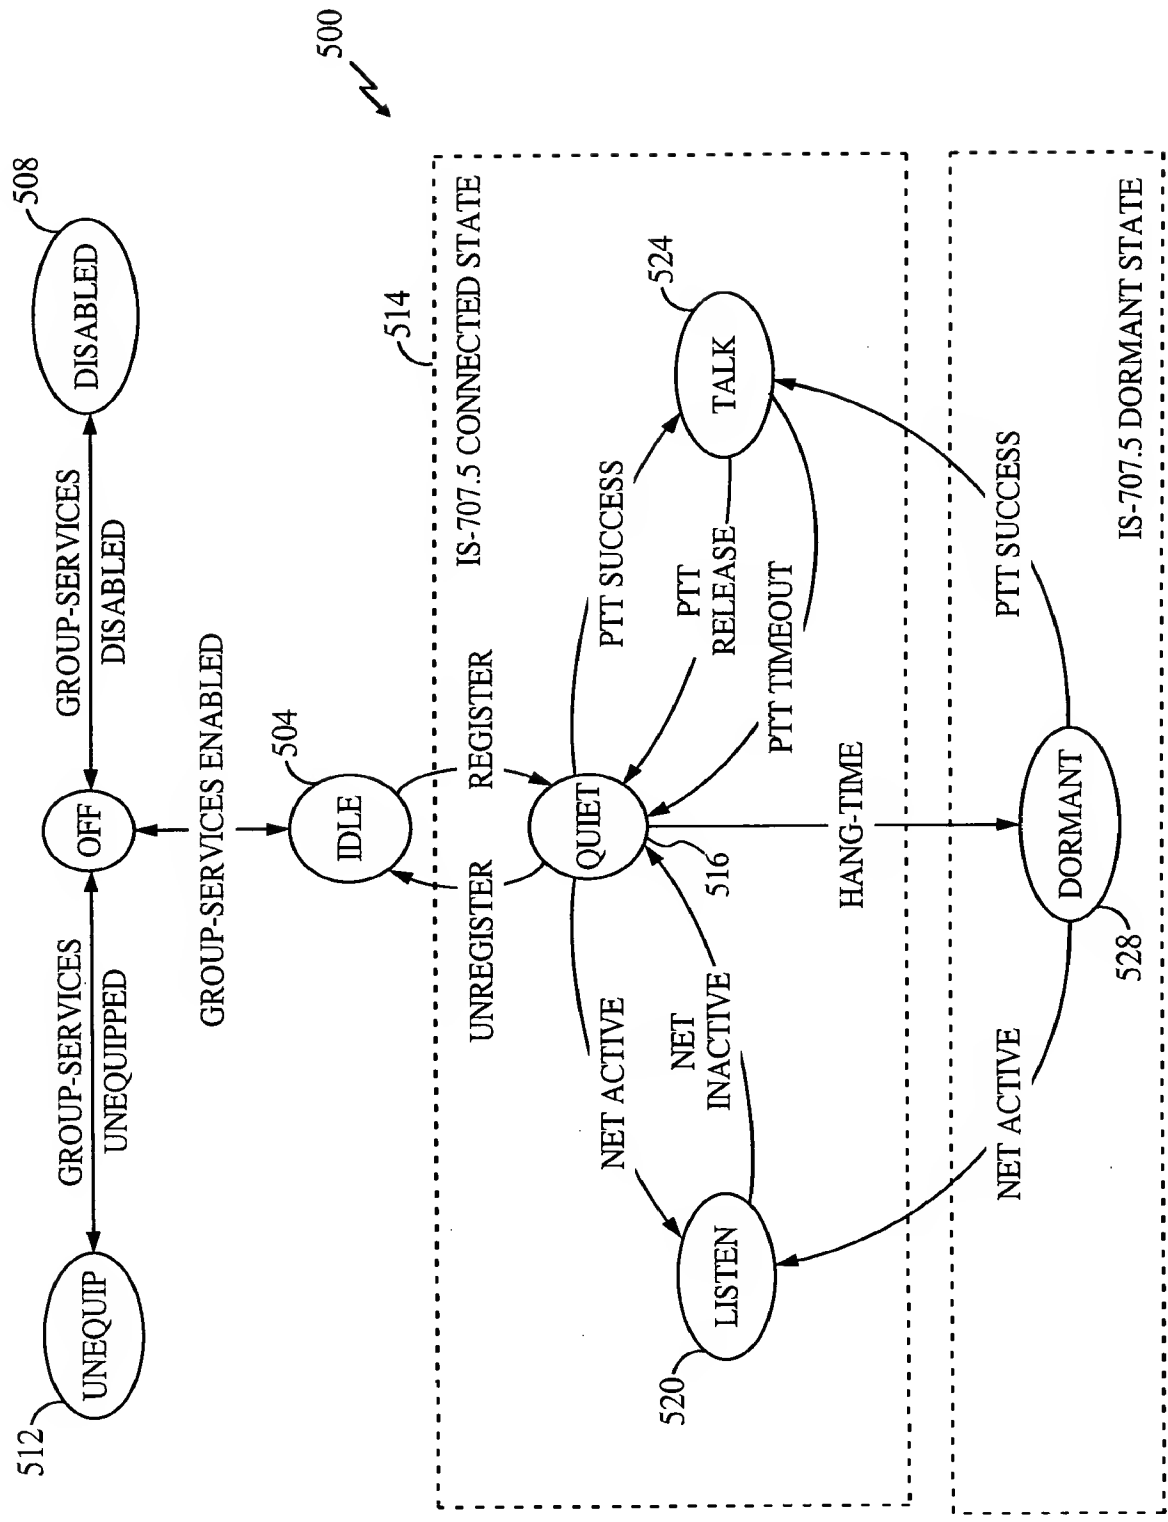 500
512
UNEQUIP
GROUP-SERVICES
UNEQUIPPED
OFF
GROUP-SERVICES
DISABLED
DISABLED
508
GROUP-SERVICES ENABLED
IDLE
504
514
UNREGISTER
REGISTER
IS-707.5 CONNECTED STATE
QUIET
516
NET ACTIVE
PTT SUCCESS
NET
INACTIVE
PTT
RELEASE
520
LISTEN
TALK
524
PTT TIMEOUT
HANG-TIME
NET ACTIVE
PTT SUCCESS
DORMANT
528
IS-707.5 DORMANT STATE